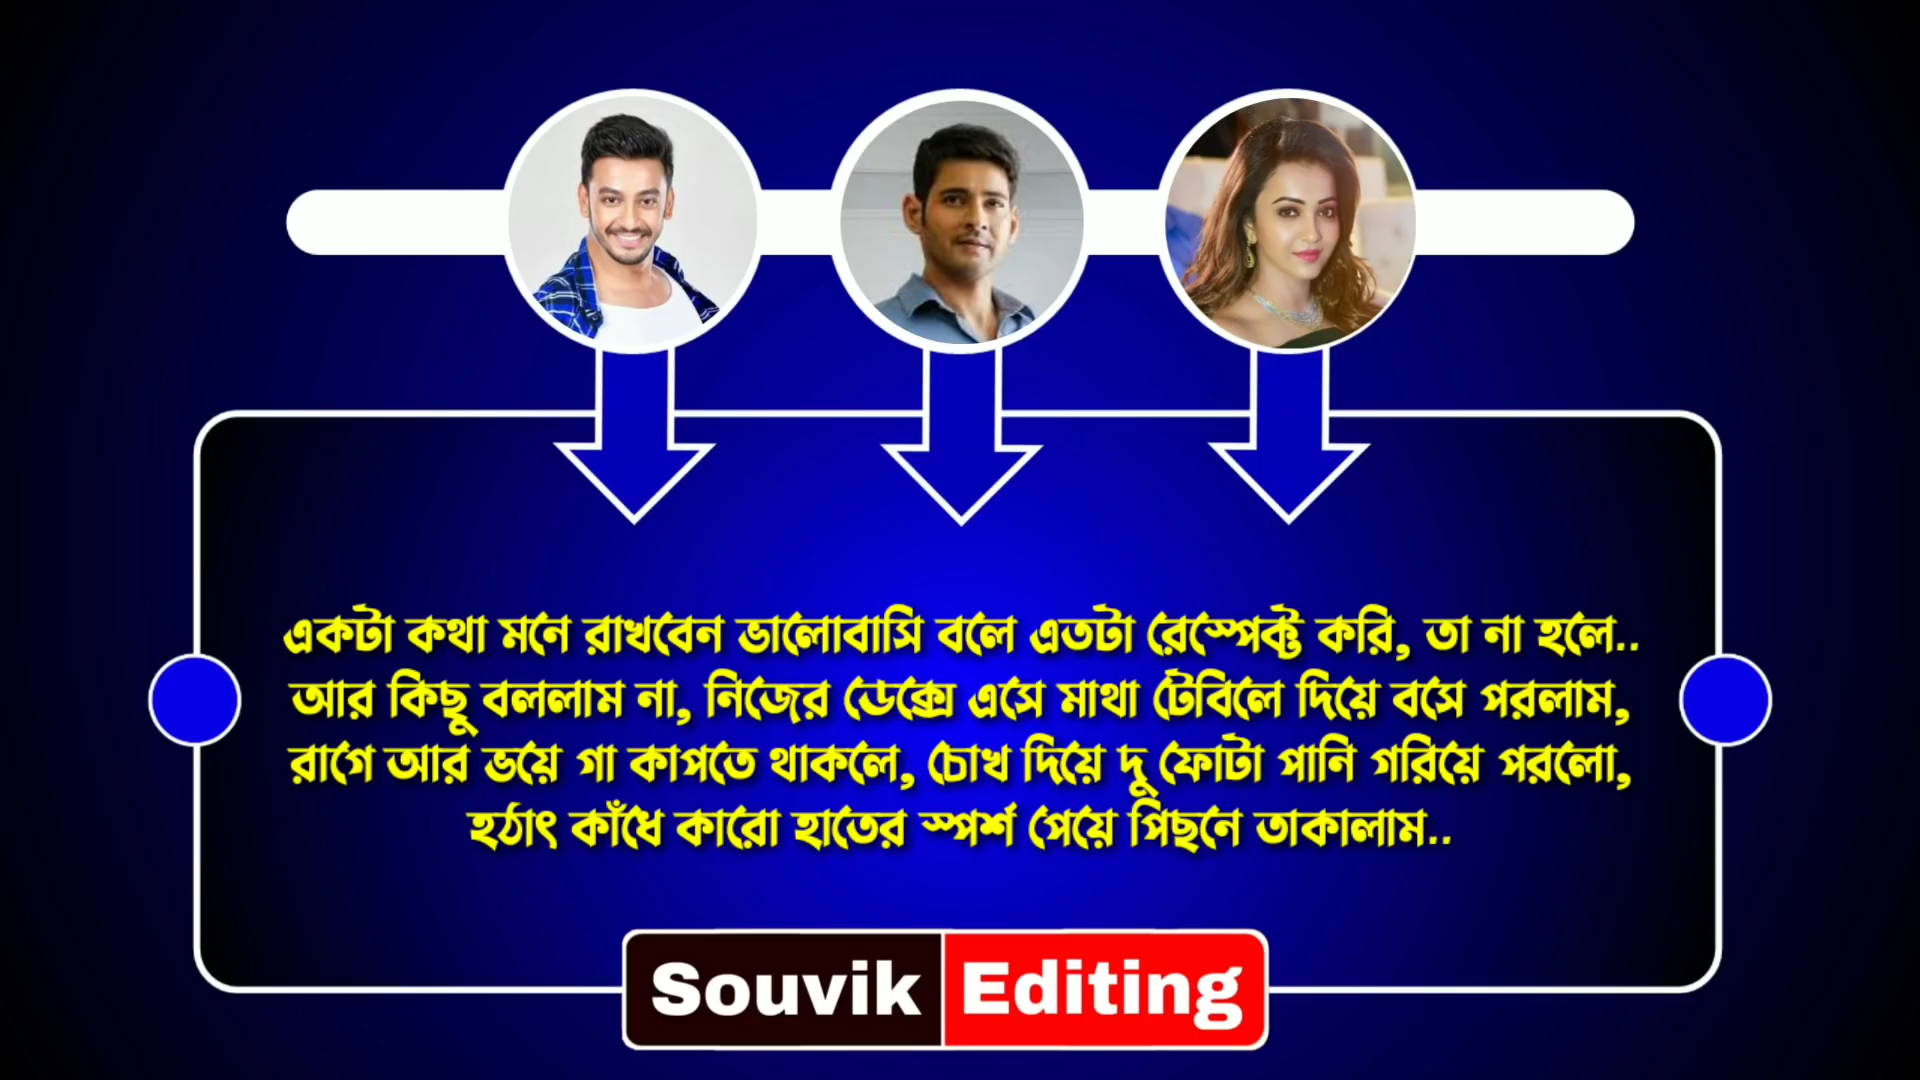 একটা কথা মনে রাখবেন ভালোবাসি বলে এতটা রেস্পেক্ট করি, তা না হলে..
আর কিছু বললাম না, নিজের ডেক্সে এসে মাথা টেবিলে দিয়ে বসে পরলাম,
রাগে আর ভয়ে গা কাপতে থাকলে, চোখ দিয়ে দু ফোটা পানি গরিয়ে পরলো,
হঠাৎ কাঁধে কারো হাতের স্পর্শ পেয়ে পিছনে তাকালাম..
Souvik Editing